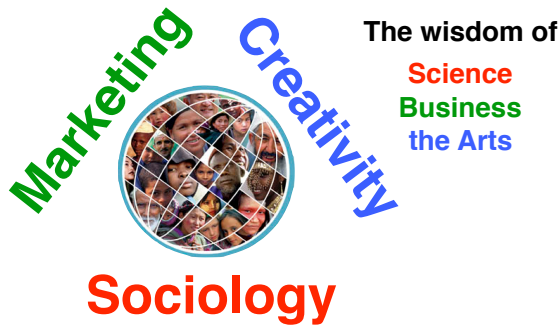 Marketing
Creativity
The wisdom of
Science
Business
the Arts
Sociology